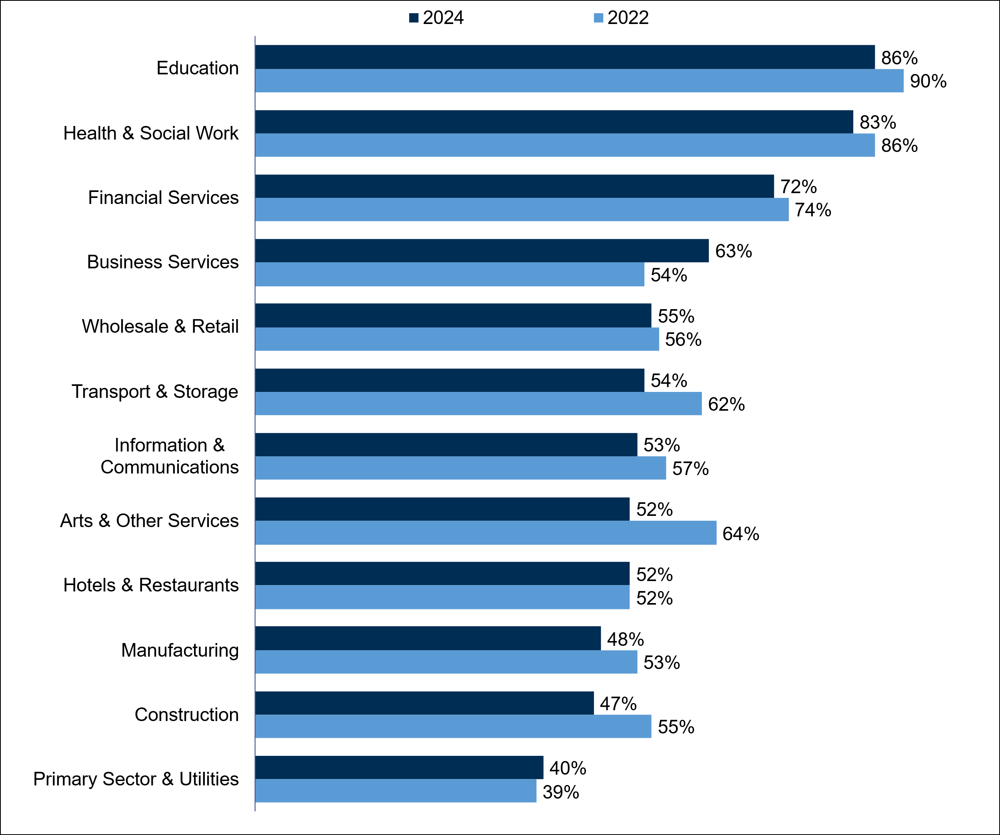 2024 2022
Education 86%
90%
Health & Social Work 83%
86%
Financial Services 72%
74%
Business Services 63%
54%
Wholesale & Retail 55%
56%
Transport & Storage 54%
62%
Information & 53%
Communications 57%
Arts & Other Services 52%
64%
Hotels & Restaurants 52%
52%
Manufacturing 48%
53%
Construction 47%
55%
Primary Sector & Utilities 40%
39%